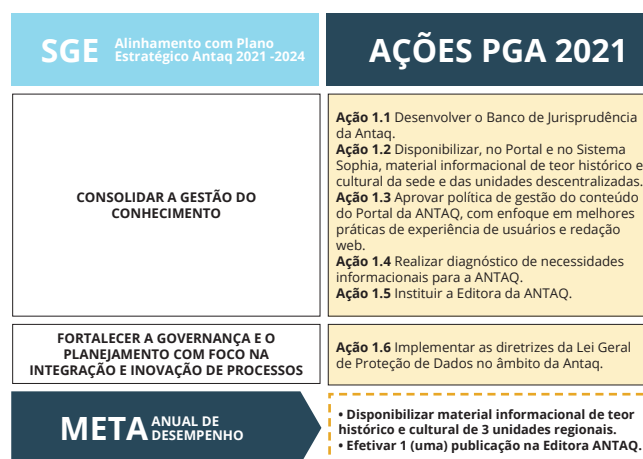 SGE
Alinhamento com Plano
Estratégico Antaq 2021 -2024
AÇÕES PGA 2021
CONSOLIDAR A GESTÃO DO
CONHECIMENTO
Ação 1.1 Desenvolver o Banco de Jurisprudência
da Antaq.
Ação 1.2 Disponibilizar, no Portal e no Sistema
Sophia, material informacional de teor histórico e
cultural da sede e das unidades descentralizadas.
Ação 1.3 Aprovar política de gestão do conteúdo
do Portal da ANTAQ, com enfoque em melhores
práticas de experiência de usuários e redação
web.
Ação 1.4 Realizar diagnóstico de necessidades
informacionais para a ANTAQ.
Ação 1.5 Instituir a Editora da ANTAQ.
FORTALECER A GOVERNANÇA E O
PLANEJAMENTO COM FOCO NA
INTEGRAÇÃO E INOVAÇÃO DE PROCESSOS
Ação 1.6 Implementar as diretrizes da Lei Geral
de Proteção de Dados no âmbito da Antaq.
META ANUAL DE
DESEMPENHO
• Disponibilizar material informacional de teor
histórico e cultural de 3 unidades regionais.
• Efetivar 1 (uma) publicação na Editora ANTAQ.